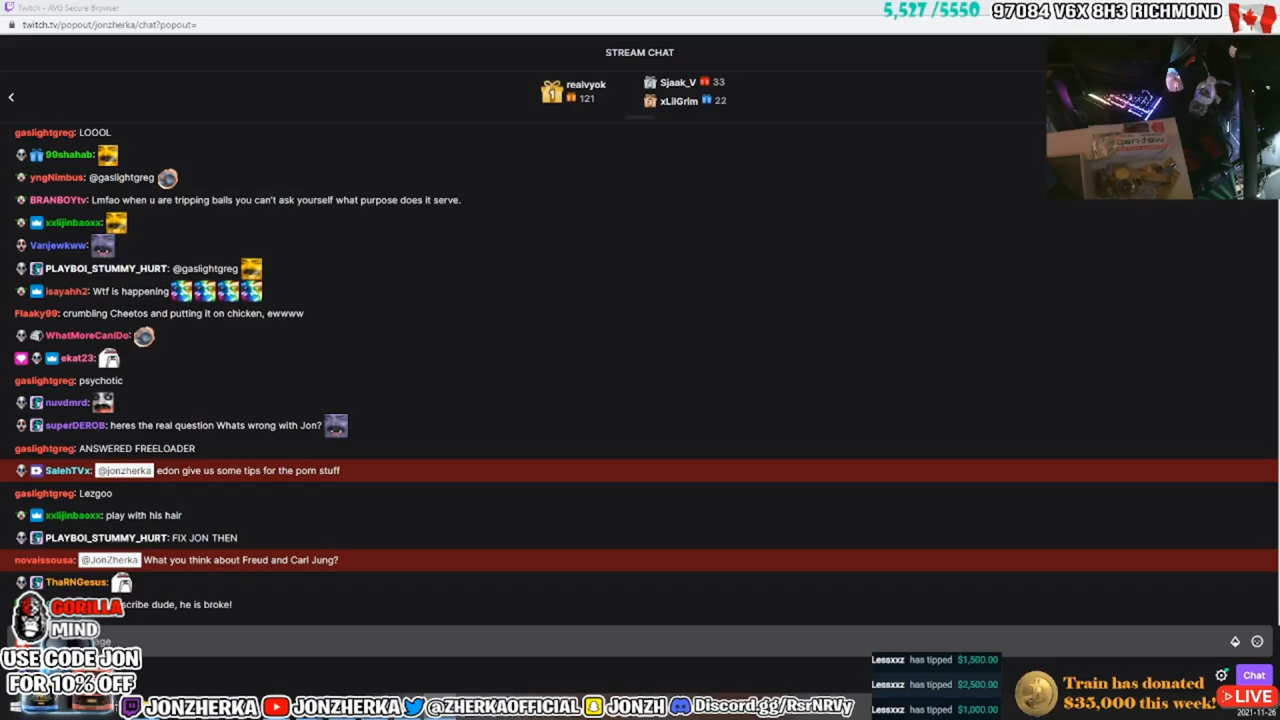 Twitch - AVG Secure Browser
twitch.tv/popout/jonzherka/chat?popout=
5,527 /5550
97084 V6X 8H3 RICHMOND
STREAM CHAT
realvyok
121
Sjaak_V 33
xLilGrim 22
gaslightgreg: LOOOL
99shahab:
yngNimbus: @gaslightgreg
BRANBOYtv: Lmfao when u are tripping balls you can't ask yourself what purpose does it serve.
xxlijinbaoxx:
Vanjewkww:
PLAYBOI_STUMMY_HURT: @gaslightgreg
isayahh2: Wtf is happening
Flaaky99: crumbling Cheetos and putting it on chicken, ewwww
WhatMoreCanIDo:
ekat23:
gaslightgreg: psychotic
nuvdmrd:
superDEROB: heres the real question Whats wrong with Jon?
gaslightgreg: ANSWERED FREELOADER
SalehTVx: @jonzherka edon give us some tips for the porn stuff
gaslightgreg: Lezgoo
xxlijinbaoxx: play with his hair
PLAYBOI_STUMMY_HURT: FIX JON THEN
novaissousa: @JonZherka What you think about Freud and Carl Jung?
ThaRNGesus:
scribe dude, he is broke!
GORILLA
MIND
USE CODE JON
FOR 10% OFF
Lessxxz has tipped $1,500.00
Lessxxz has tipped $2,500.00
Lessxxz has tipped $1,000.00
Train has donated
$35,000 this week!
Chat
LIVE
2021-11-26
JONZHERKA JONZHERKA @ZHERKAOFFICIAL JONZH Discord.gg/RsrNRVy